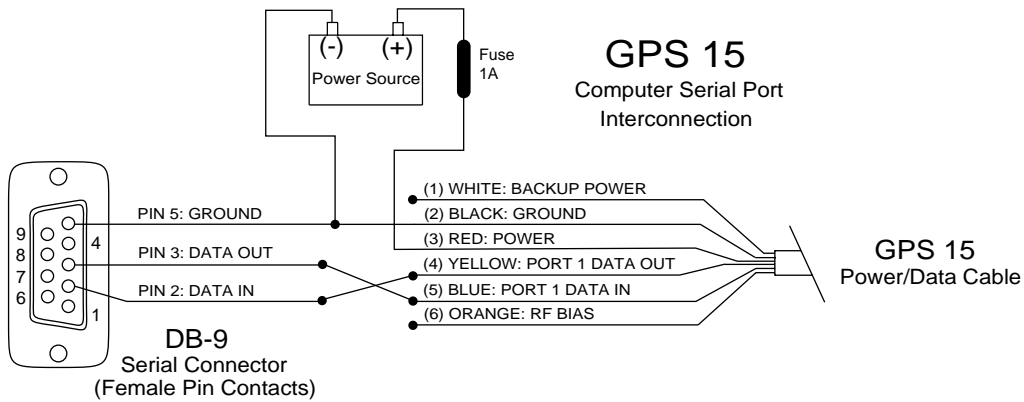 (-) (+)
Power Source
Fuse
1A
GPS 15
Computer Serial Port
Interconnection
9
8
7
6
4
1
PIN 5: GROUND
PIN 3: DATA OUT
PIN 2: DATA IN
(1) WHITE: BACKUP POWER
(2) BLACK: GROUND
(3) RED: POWER
(4) YELLOW: PORT 1 DATA OUT
(5) BLUE: PORT 1 DATA IN
(6) ORANGE: RF BIAS
GPS 15
Power/Data Cable
DB-9
Serial Connector
(Female Pin Contacts)